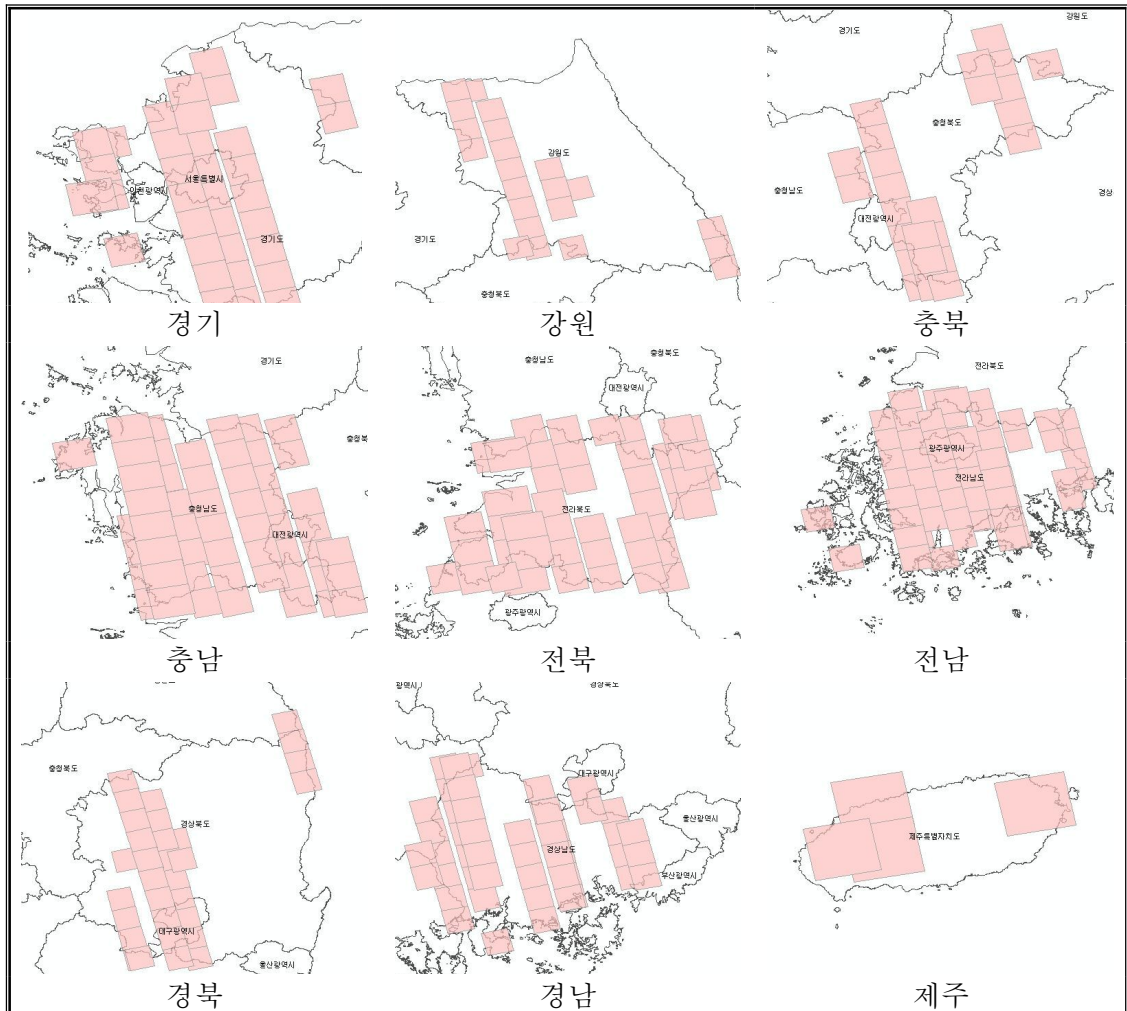 경기도
강원도
서울특별시
인천광역시
경기도
강원도
경기도
충청북도
충청북도
충청남도
대전광역시
경상
경기 강원 충북
경기도
충청북
충청남도
대전광역시
충청남도
충청북도
대전광역시
전라북도
광주광역시
전라북도
광주광역시
전라남도
충남 전북 전남
충청북도
경상북도
대구광역시
울산광역시
광역시
경상북도
대구광역시
울산광역시
경상남도
부산광역시
제주특별자치도
경북 경남 제주